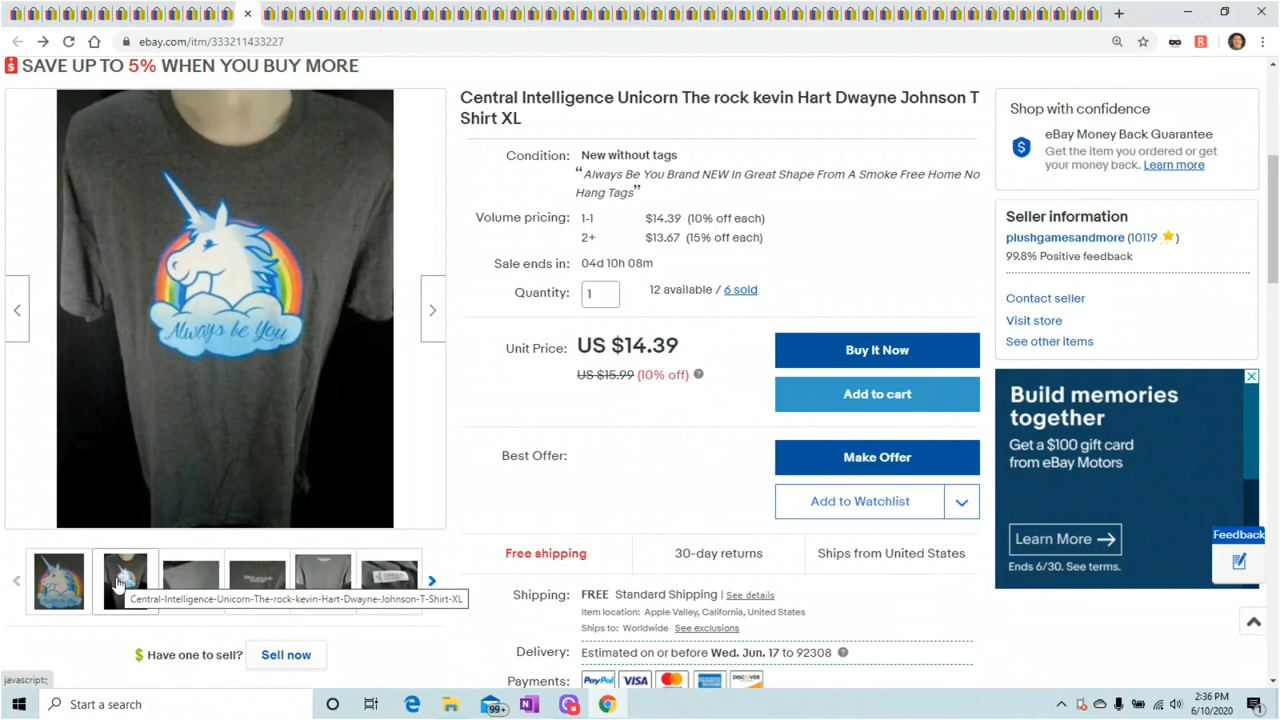 ebay.com/itm/333211433227
SAVE UP TO 5% WHEN YOU BUY MORE
Central Intelligence Unicorn The rock kevin Hart Dwayne Johnson T
Shirt XL
Condition:
New without tags
“Always Be You Brand NEW In Great Shape From A Smoke Free Home No
Hang Tags”
Volume pricing:
1-1 $14.39 (10% off each)
2+ $13.67 (15% off each)
Sale ends in:
04d 10h 08m
Quantity:
1
12 available / 6 sold
Unit Price:
US $14.39
US $15.99 (10% off)
Buy It Now
Add to cart
Best Offer:
Make Offer
Add to Watchlist
Free shipping
30-day returns
Ships from United States
Shipping:
FREE Standard Shipping | See details
Item location: Apple Valley, California, United States
Ships to: Worldwide See exclusions
Delivery:
Estimated on or before Wed. Jun. 17 to 92308
Payments:
PayPal
VISA
DISCOVER
Always be You
Central-Intelligence-Unicorn-The-rock-kevin-Hart-Dwayne-Johnson-T-Shirt-XL
Have one to sell?
Sell now
javascript:;
Shop with confidence
eBay Money Back Guarantee
Get the item you ordered or get
your money back. Learn more
Seller information
plushgamesandmore (10119 )
99.8% Positive feedback
Contact seller
Visit store
See other items
Build memories
together
Get a $100 gift card
from eBay Motors
Learn More
Ends 6/30. See terms.
Feedback
Start a search
99+
2:36 PM
6/10/2020
1